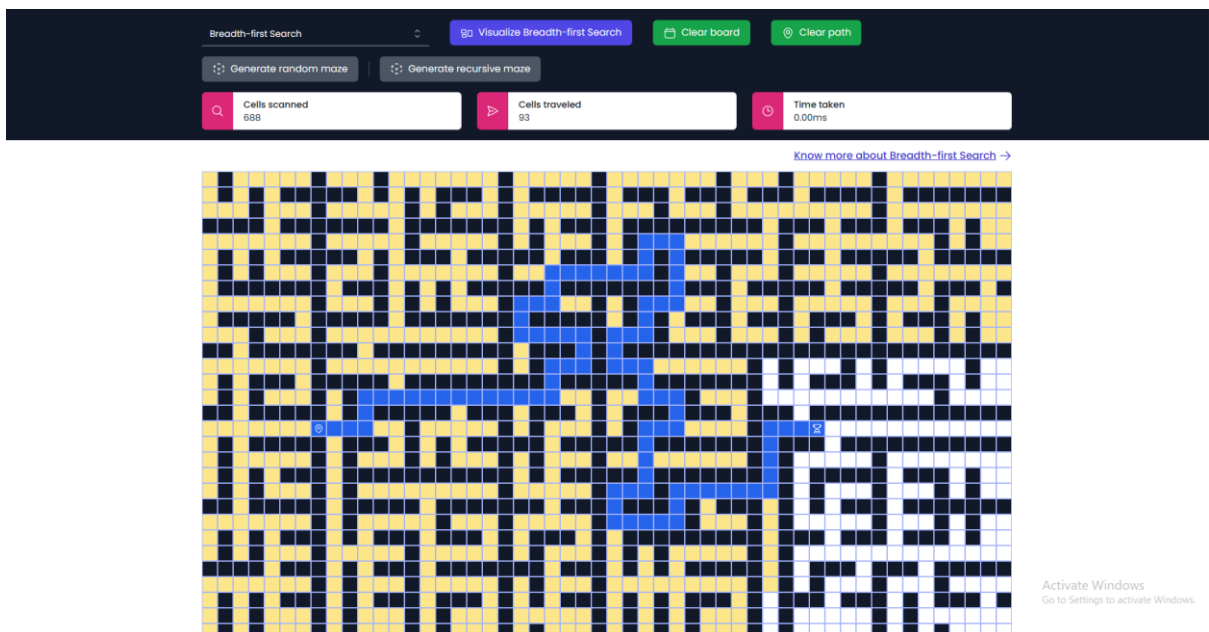 Breadth-first Search
Visualize Breadth-first Search
Clear board
Clear path
Generate random maze
Generate recursive maze
Cells scanned
688
Cells traveled
93
Time taken
0.00ms
Know more about Breadth-first Search →
Activate Windows
Go to Settings to activate Windows.